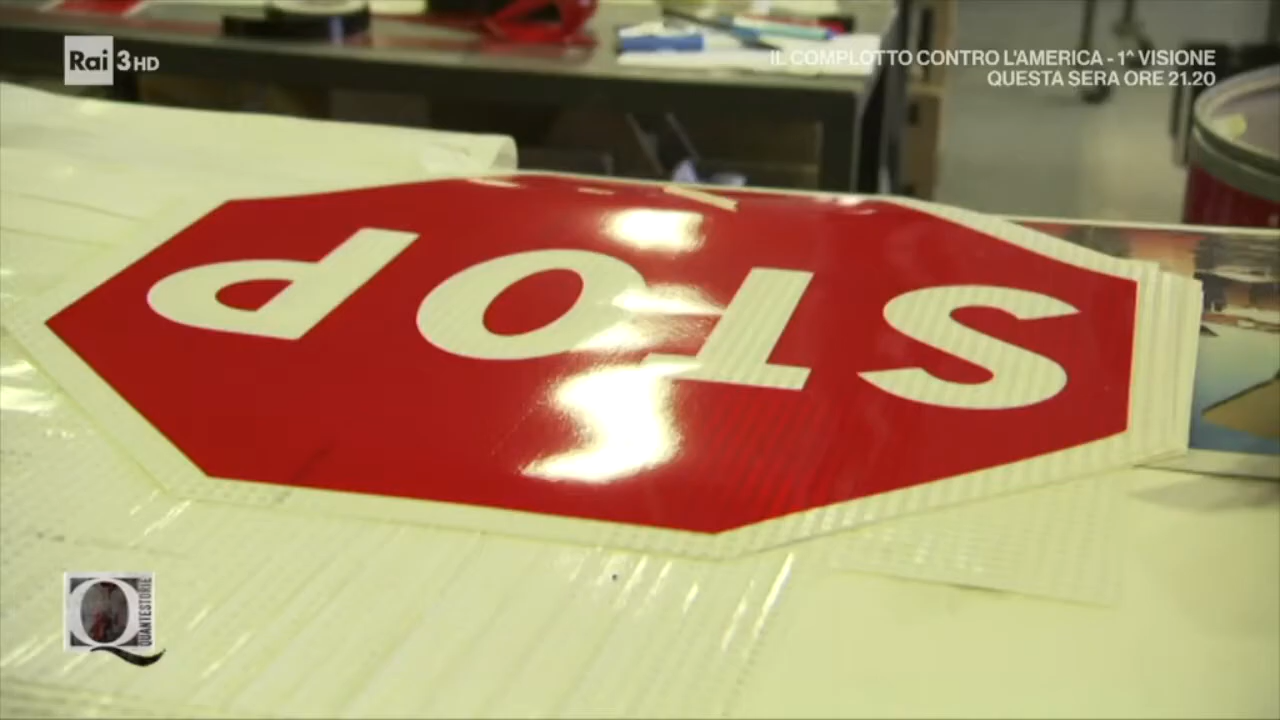 Rai 3HD
IL COMPLOTTO CONTRO L'AMERICA - 1^ VISIONE
QUESTA SERA ORE 21.20
STOP
Q QUANTESTORIE